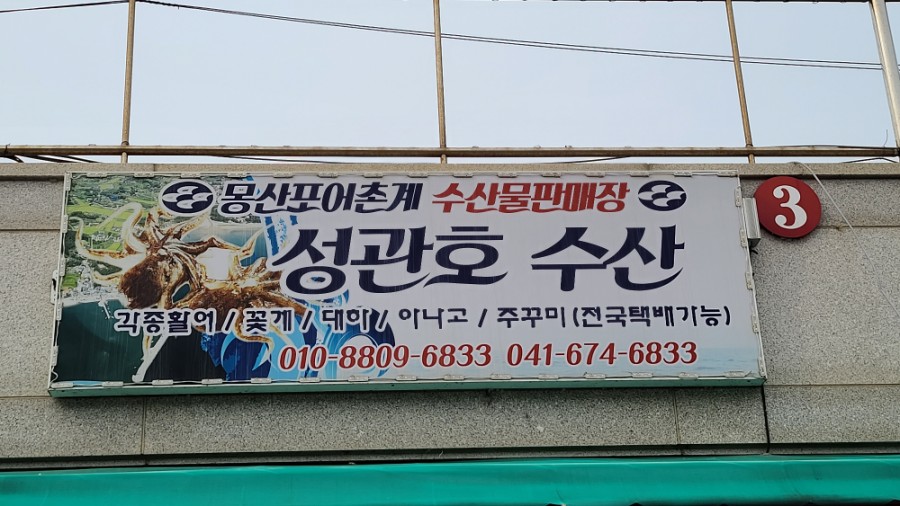 몽산포어촌계 수산물판매장
성관호 수산
각종활어 / 꽃게 / 대하 / 아나고 / 주꾸미 (전국택배가능)
010-8809-6833 041-674-6833
3